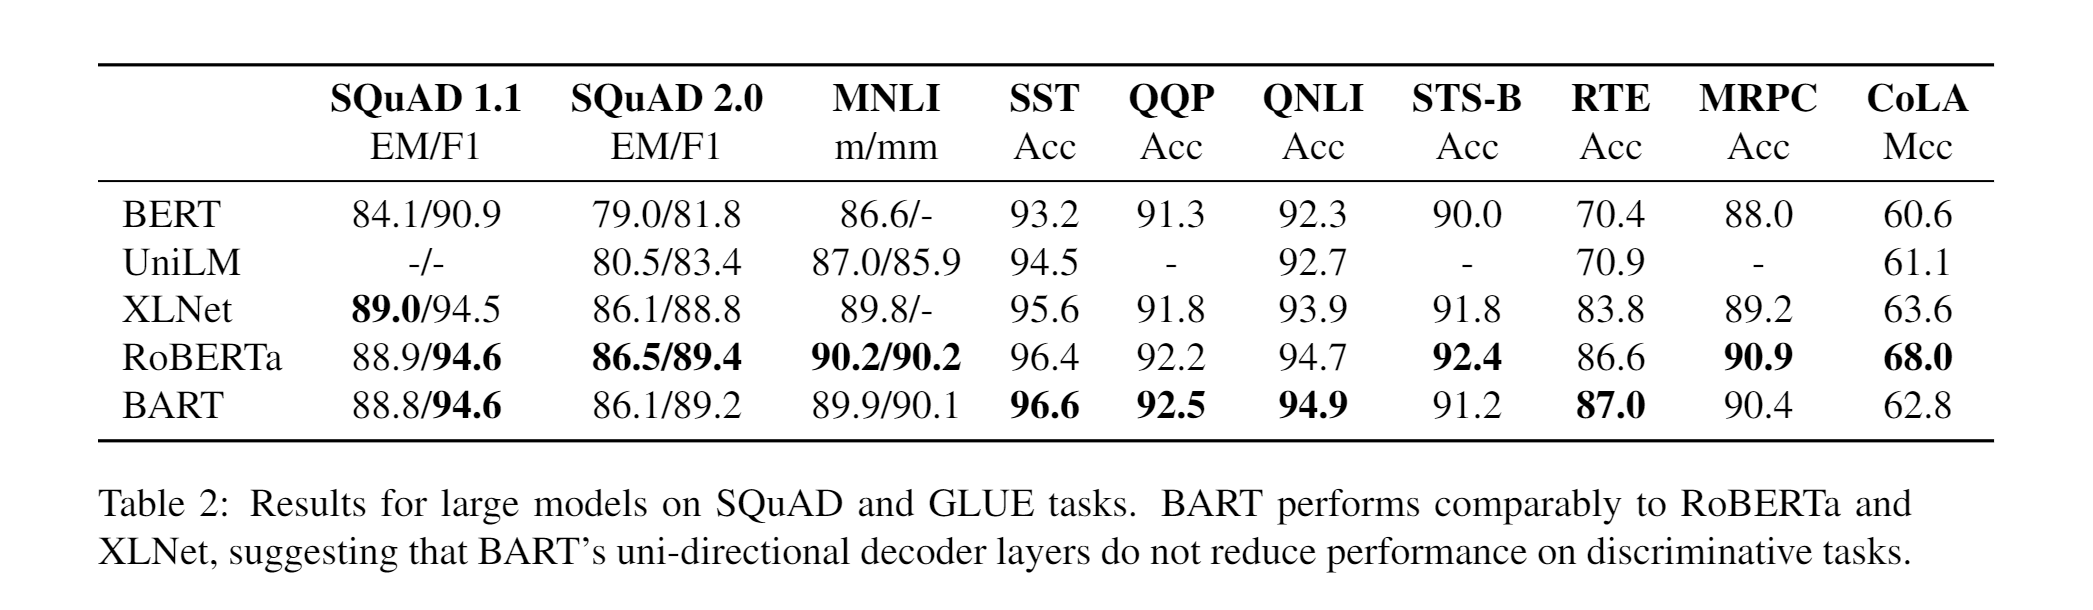 SQuAD 1.1 SQuAD 2.0 MNLI SST QQP QNLI STS-B RTE MRPC CoLA
EM/F1 EM/F1 m/mm Acc Acc Acc Acc Acc Acc Mcc
BERT 84.1/90.9 79.0/81.8 86.6/- 93.2 91.3 92.3 90.0 70.4 88.0 60.6
UniLM -/- 80.5/83.4 87.0/85.9 94.5 - 92.7 - 70.9 - 61.1
XLNet 89.0/94.5 86.1/88.8 89.8/- 95.6 91.8 93.9 91.8 83.8 89.2 63.6
RoBERTa 88.9/94.6 86.5/89.4 90.2/90.2 96.4 92.2 94.7 92.4 86.6 90.9 68.0
BART 88.8/94.6 86.1/89.2 89.9/90.1 96.6 92.5 94.9 91.2 87.0 90.4 62.8
Table 2: Results for large models on SQuAD and GLUE tasks. BART performs comparably to RoBERTa and
XLNet, suggesting that BART's uni-directional decoder layers do not reduce performance on discriminative tasks.